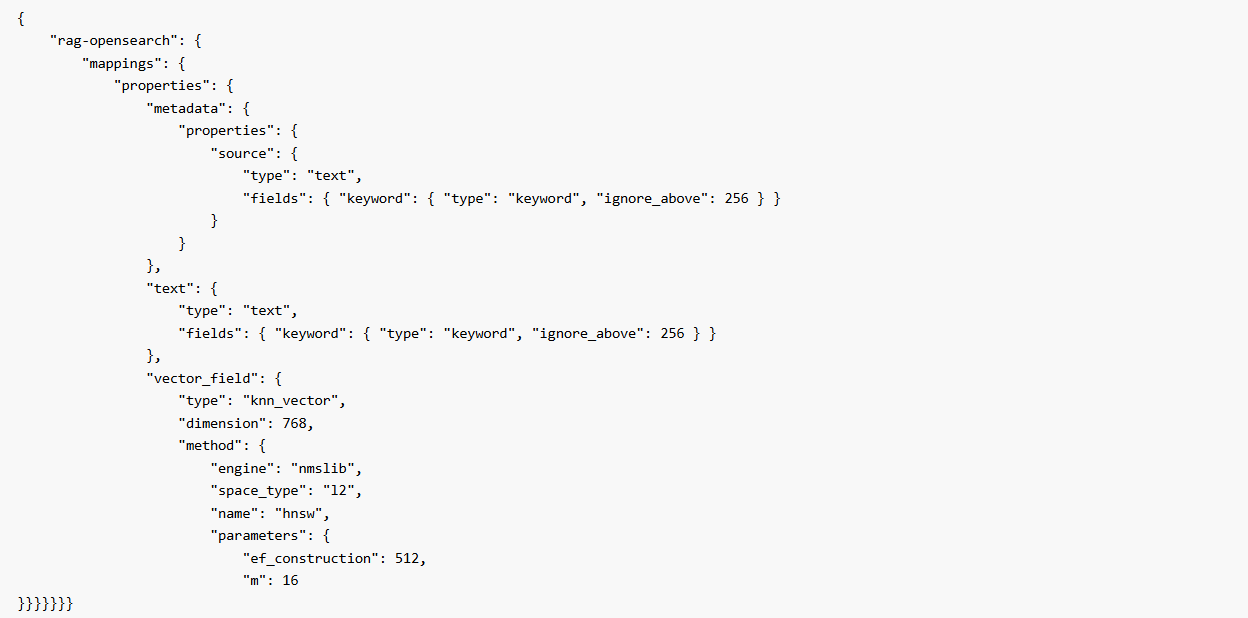 {
    "rag-opensearch": {
        "mappings": {
            "properties": {
                "metadata": {
                    "properties": {
                        "source": {
                            "type": "text",
                            "fields": { "keyword": { "type": "keyword", "ignore_above": 256 } }
                        }
                    }
                },
                "text": {
                    "type": "text",
                    "fields": { "keyword": { "type": "keyword", "ignore_above": 256 } }
                },
                "vector_field": {
                    "type": "knn_vector",
                    "dimension": 768,
                    "method": {
                        "engine": "nmslib",
                        "space_type": "l2",
                        "name": "hnsw",
                        "parameters": {
                            "ef_construction": 512,
                            "m": 16
}}}}}}}